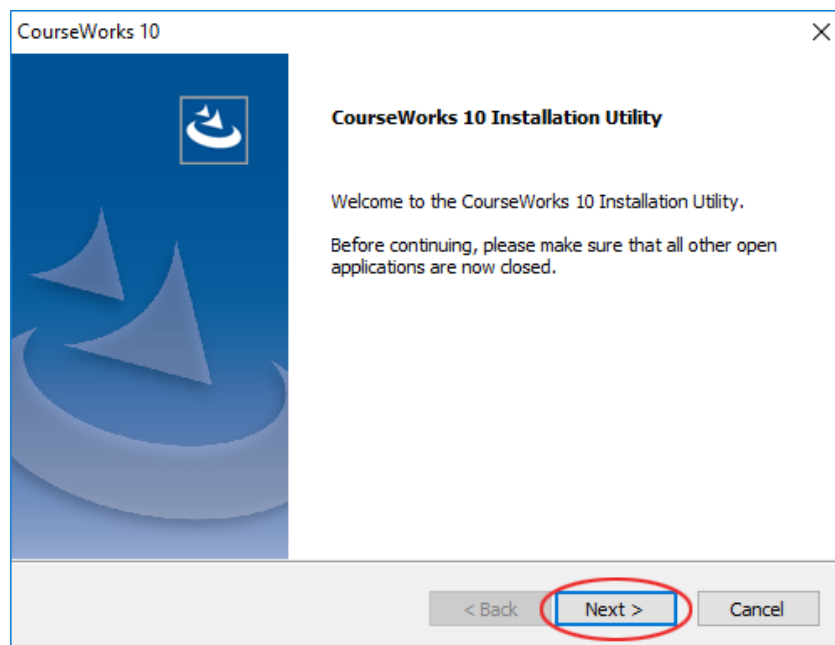 CourseWorks 10
CourseWorks 10 Installation Utility
Welcome to the CourseWorks 10 Installation Utility.
Before continuing, please make sure that all other open
applications are now closed.
< Back
Next >
Cancel